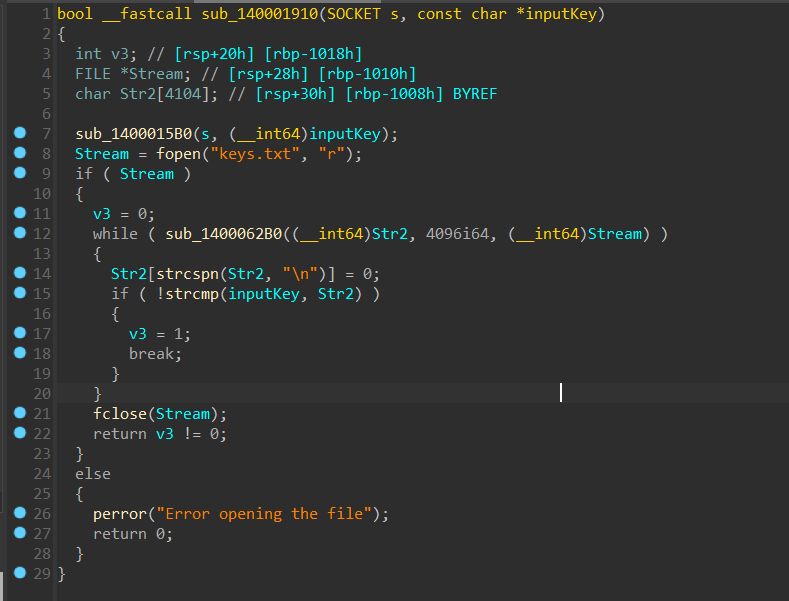 1 bool __fastcall sub_140001910(SOCKET s, const char *inputKey)
2 {
3 int v3; // [rsp+20h] [rbp-1018h]
4 FILE *Stream; // [rsp+28h] [rbp-1010h]
5 char Str2[4104]; // [rsp+30h] [rbp-1008h] BYREF
6
7 sub_1400015B0(s, (__int64)inputKey);
8 Stream = fopen("keys.txt", "r");
9 if ( Stream )
10 {
11 v3 = 0;
12 while ( sub_1400062B0((__int64)Str2, 4096i64, (__int64)Stream) )
13 {
14 Str2[strcspn(Str2, "\n")] = 0;
15 if ( !strcmp(inputKey, Str2) )
16 {
17 v3 = 1;
18 break;
19 }
20 }
21 fclose(Stream);
22 return v3 != 0;
23 }
24 else
25 {
26 perror("Error opening the file");
27 return 0;
28 }
29 }